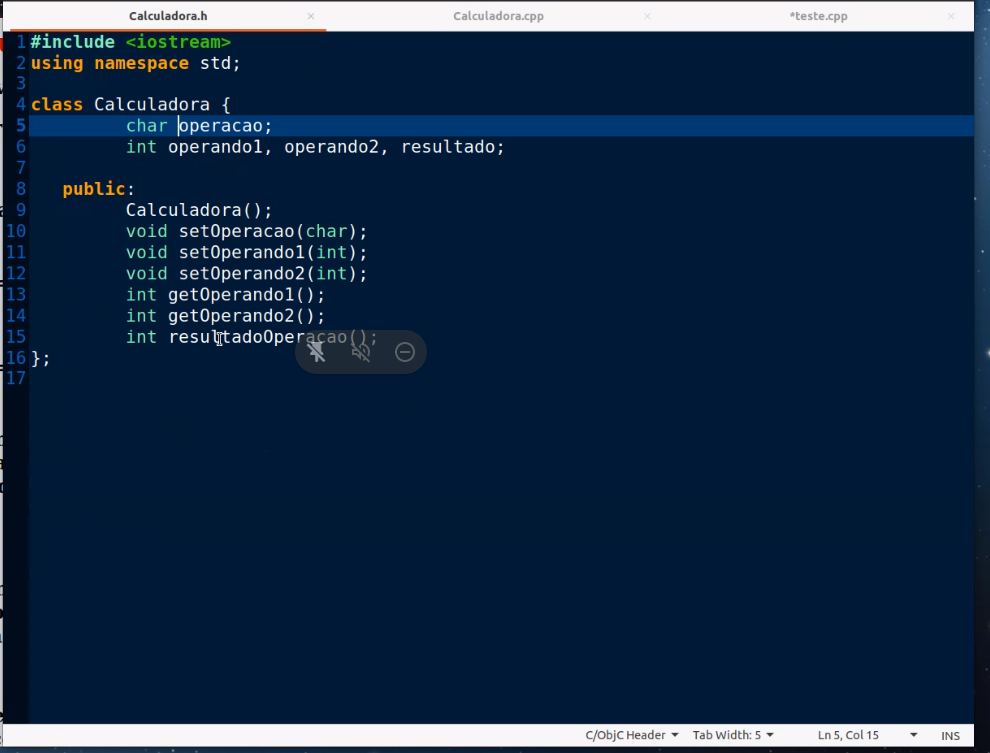 Calculadora.h × Calculadora.cpp × *teste.cpp ×
1 #include <iostream>
2 using namespace std;
3
4 class Calculadora {
5 char operacao;
6 int operando1, operando2, resultado;
7
8 public:
9 Calculadora();
10 void setOperacao(char);
11 void setOperando1(int);
12 void setOperando2(int);
13 int getOperando1();
14 int getOperando2();
15 int resultadoOperacao();
16 };
17
C/ObjC Header Tab Width: 5 Ln 5, Col 15 INS